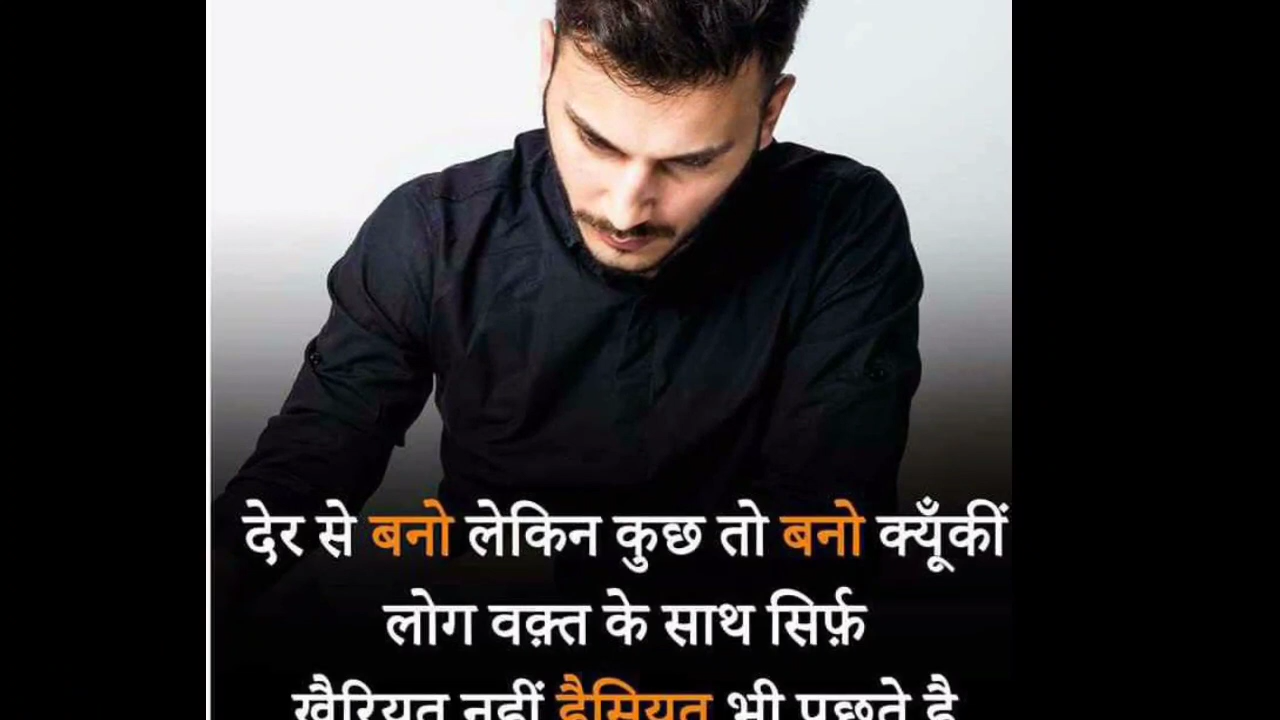 देर से बनो लेकिन कुछ तो बनो क्यूँकीं
लोग वक़्त के साथ सिर्फ़
खैरियत नहीं हैसियत भी पूछते है